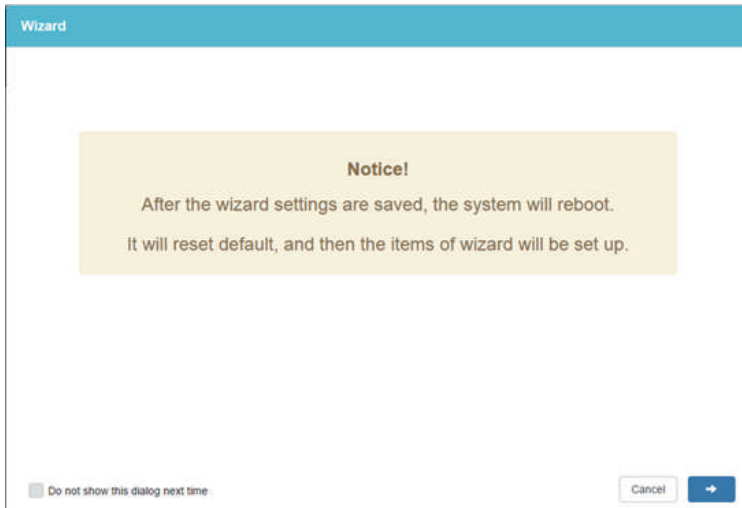 Wizard
Notice!
After the wizard settings are saved, the system will reboot.
It will reset default, and then the items of wizard will be set up.
Do not show this dialog next time
Cancel